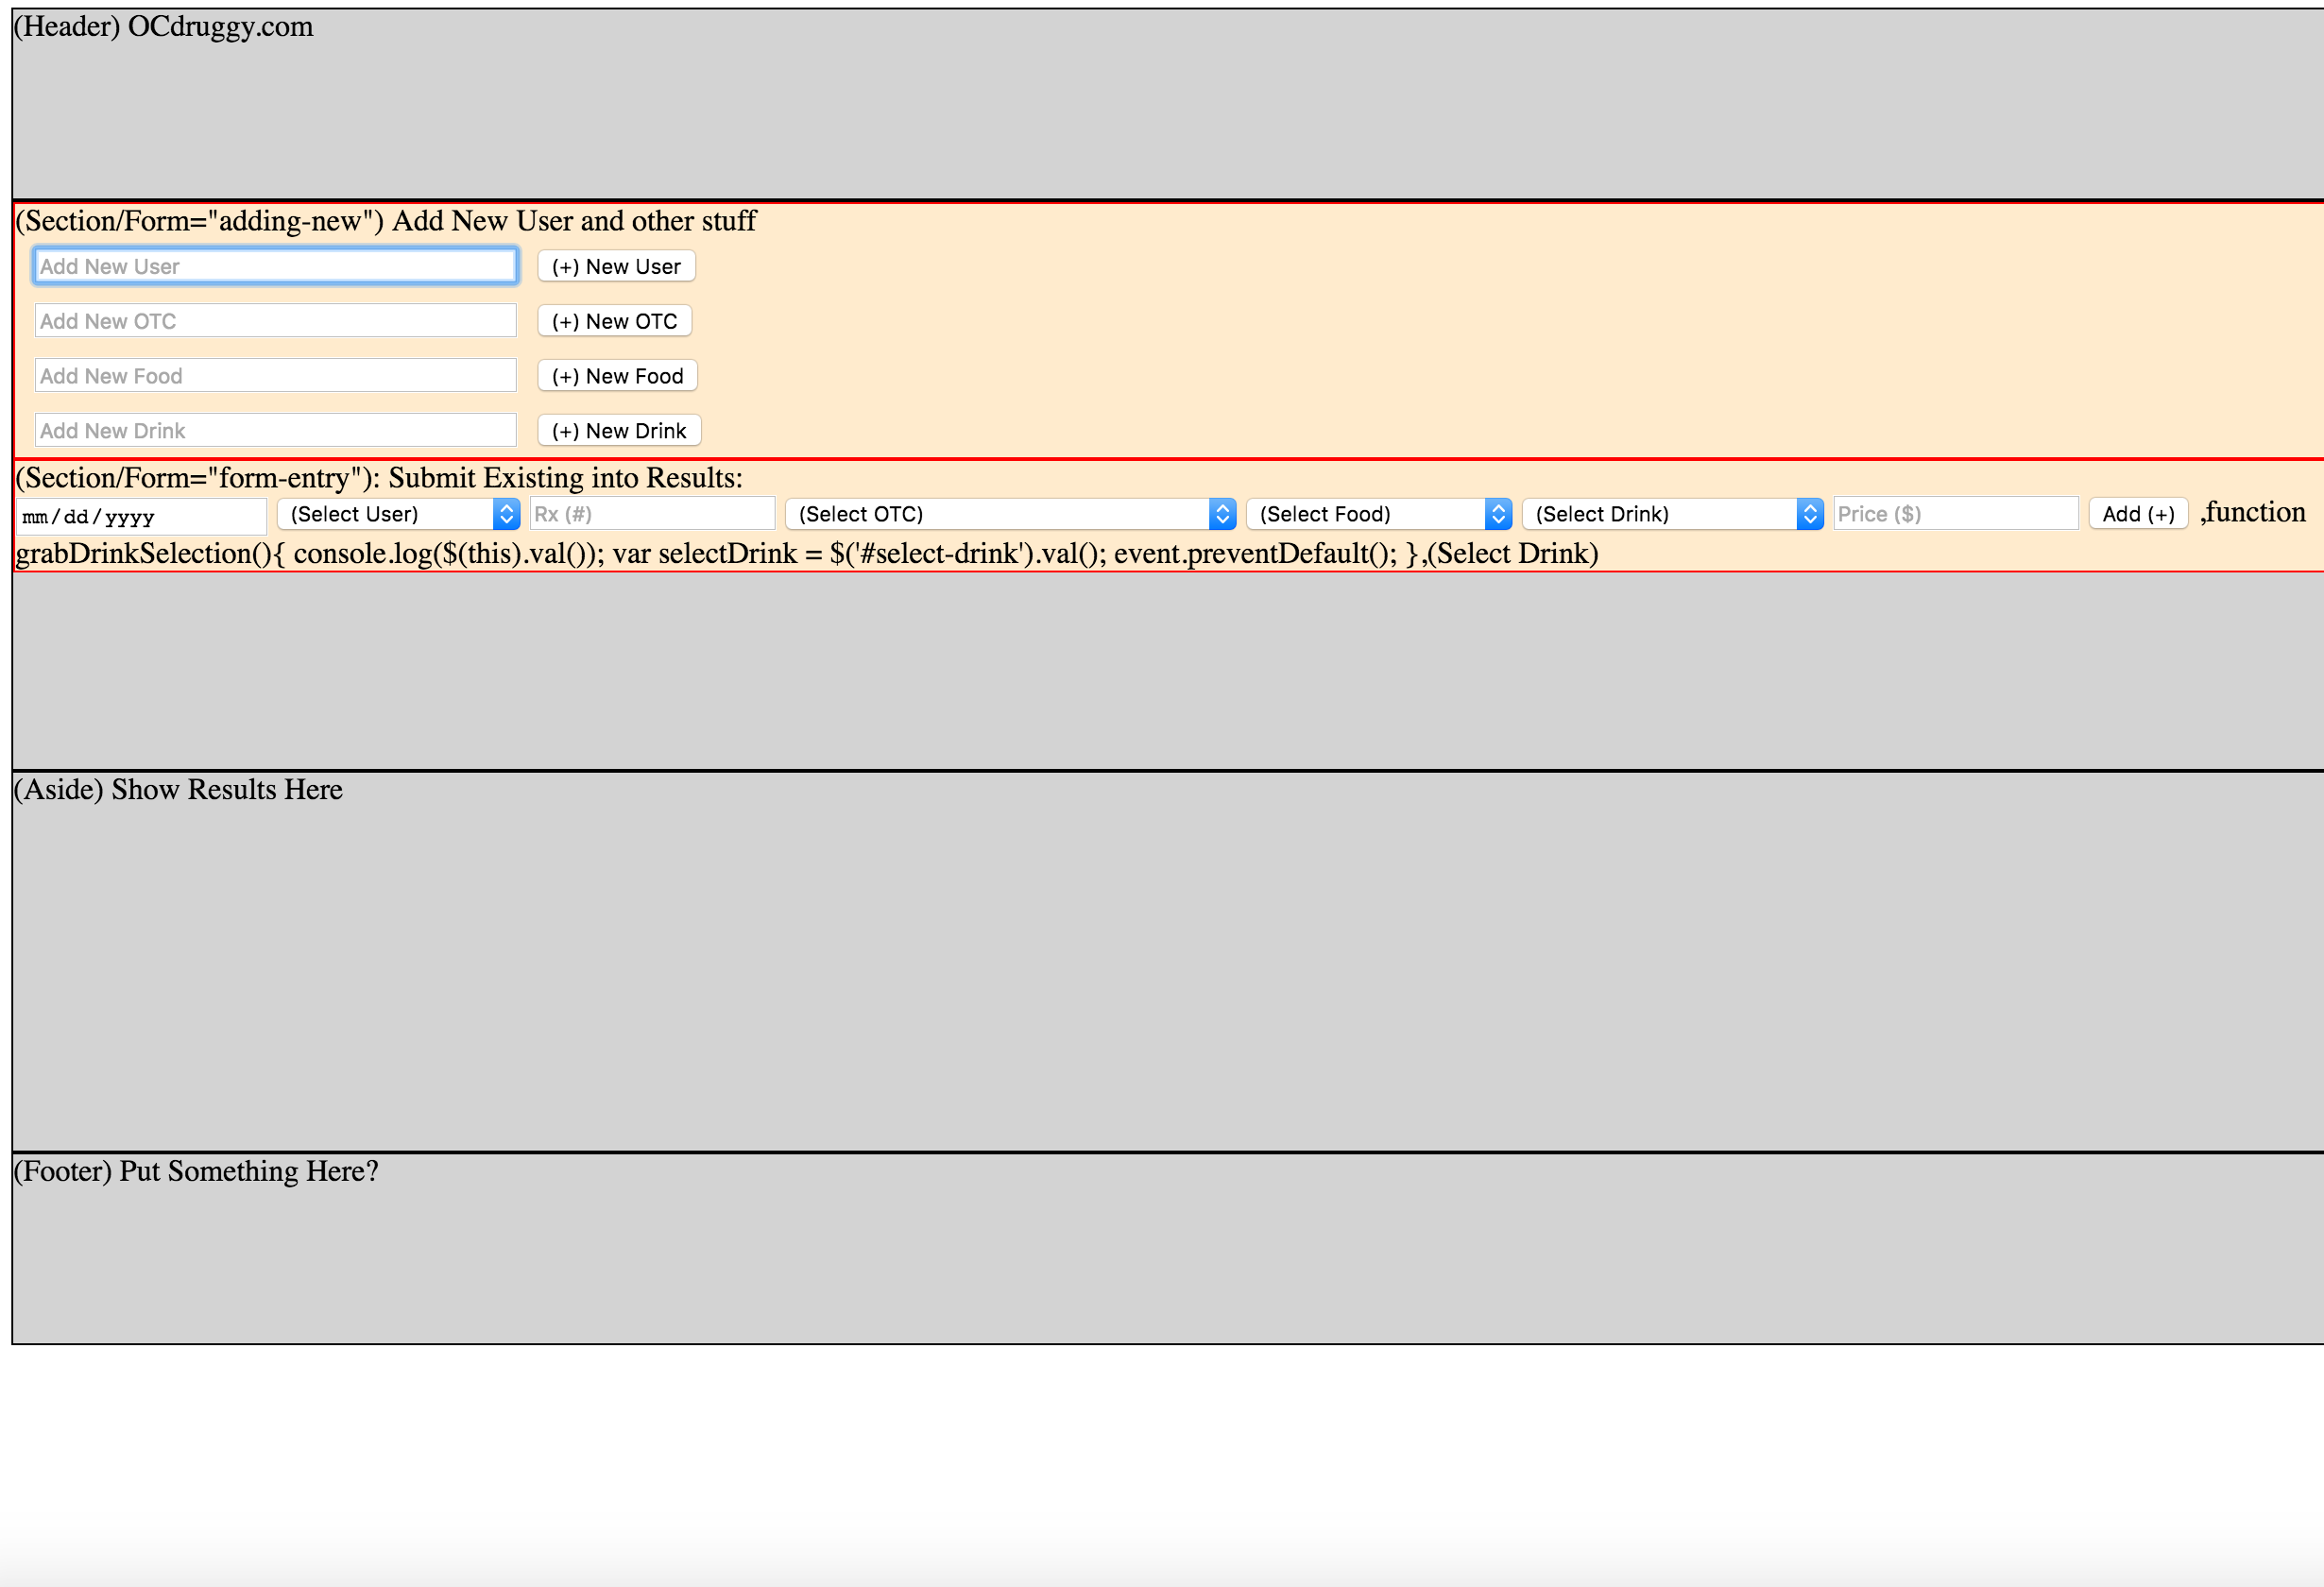 (Header) OCdruggy.com
(Section/Form="adding-new") Add New User and other stuff
Add New User (+) New User
Add New OTC (+) New OTC
Add New Food (+) New Food
Add New Drink (+) New Drink
(Section/Form="form-entry"): Submit Existing into Results:
mm/dd/yyyy (Select User) Rx (#) (Select OTC) (Select Food) (Select Drink) Price ($) Add (+) ,function
grabDrinkSelection(){ console.log($(this).val()); var selectDrink = $('#select-drink').val(); event.preventDefault(); },(Select Drink)
(Aside) Show Results Here
(Footer) Put Something Here?